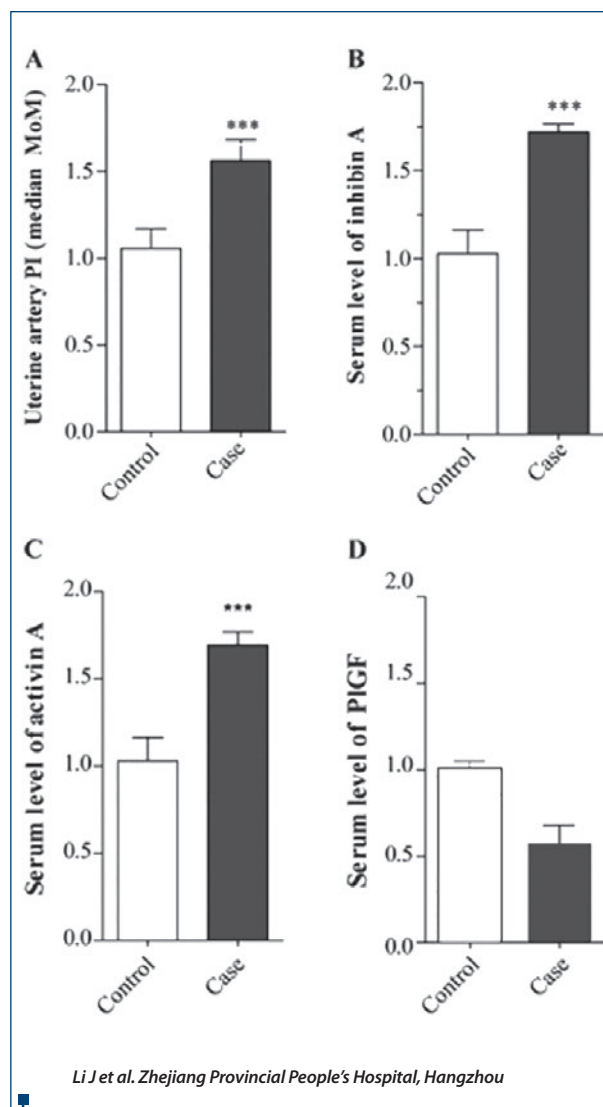 A
Uterine artery PI (median MoM)
2.0
1.5
1.0
0.5
0.0
***
Control
Case
B
Serum level of inhibin A
2.0
1.5
1.0
0.5
0.0
***
Control
Case
C
Serum level of activin A
2.0
1.5
1.0
0.5
0.0
***
Control
Case
D
Serum level of PlGF
2.0
1.5
1.0
0.5
0.0
Control
Case
Li J et al. Zhejiang Provincial People's Hospital, Hangzhou